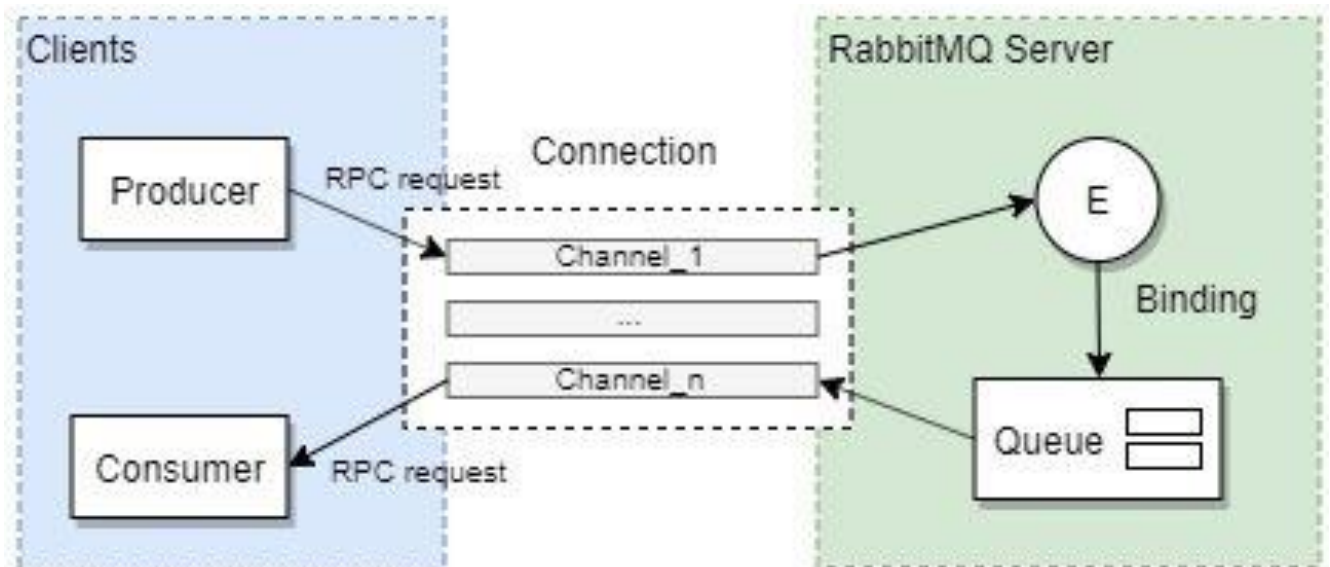 Clients
RabbitMQ Server
Connection
Producer
RPC request
E
Channel_1
Binding
...
Channel_n
Queue
Consumer
RPC request